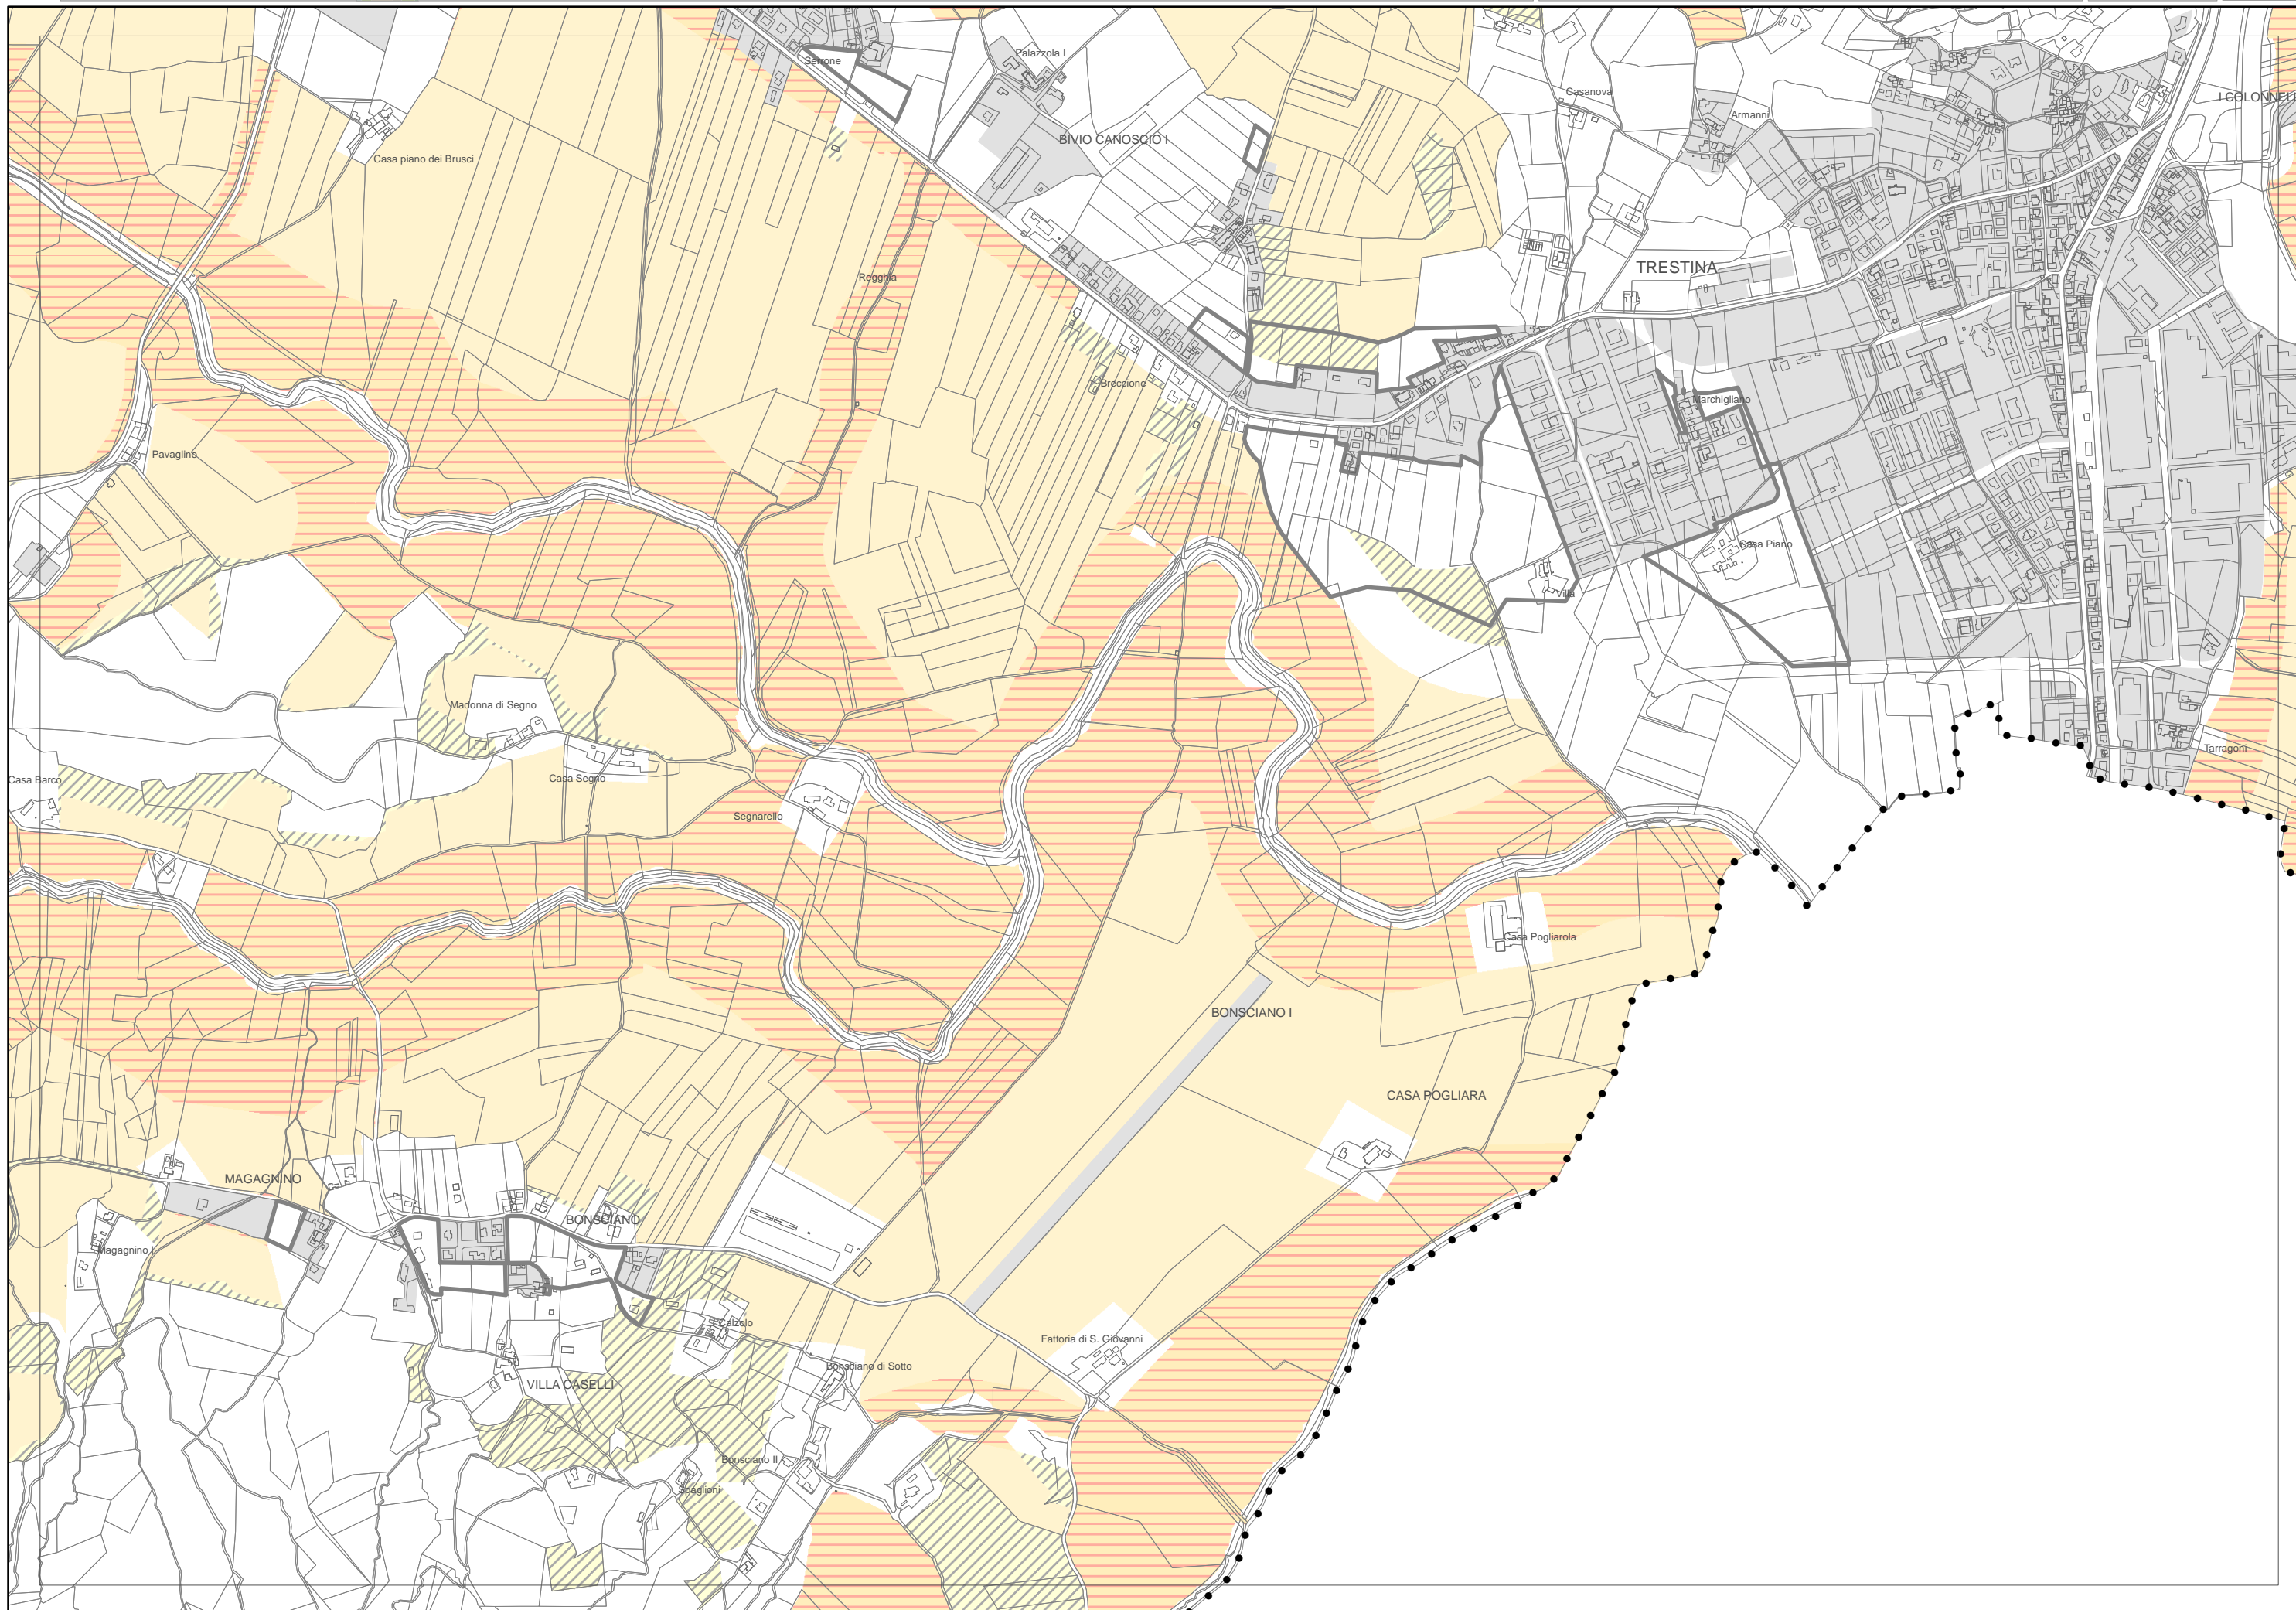 Palazzola I
Serrone
Casanova
I COLONNELL
Armanni
BIVIO CANOSCIO I
Casa piano dei Brusci
TRESTINA
Regghia
Breccione
Marchigliano
Pavaglino
Casa Piano
Villa
Madonna di Segno
Tarragoni
Casa Barco
Casa Segno
Segnarello
Casa Pogliarola
BONSCIANO I
CASA POGLIARA
MAGAGNINO
BONSCIANO
Magagnino I
Calzolo
Fattoria di S. Giovanni
Bonsciano di Sotto
VILLA CASELLI
Bonsciano II
Spaglioni